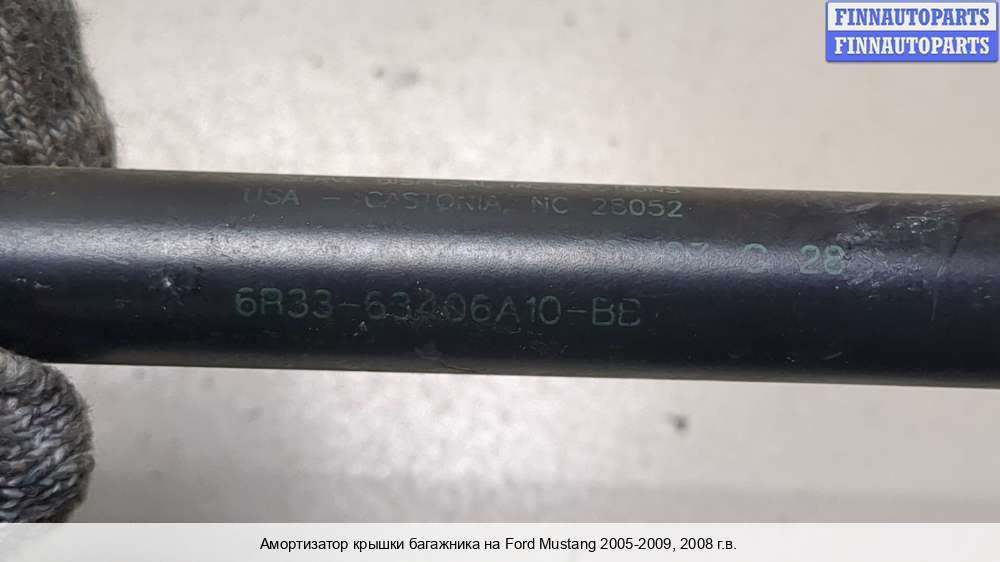 FINNAUTOPARTS
FINNAUTOPARTS
USA - GASTONIA, NC 28052
28
6R33-63406A10-BB
Амортизатор крышки багажника на Ford Mustang 2005-2009, 2008 г.в.